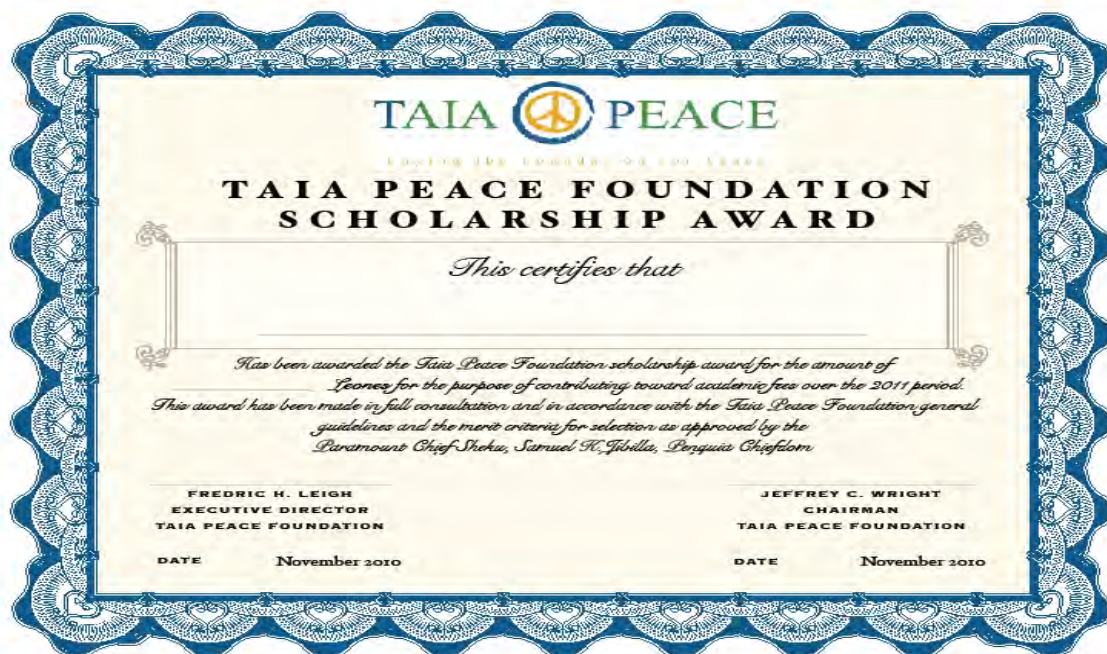 TAIA PEACE
TAIA PEACE FOUNDATION
SCHOLARSHIP AWARD
This certifies that
Has been awarded the Taia Peace Foundation scholarship award for the amount of
Leones for the purpose of contributing toward academic fees over the 2011 period.
This award has been made in full consultation and in accordance with the Taia Peace Foundation general
guidelines and the merit criteria for selection as approved by the
Paramount Chief Sheku, Samuel K. Jibilla, Penguia Chiefdom
FREDRIC H. LEIGH
EXECUTIVE DIRECTOR
TAIA PEACE FOUNDATION
DATE November 2010
JEFFREY C. WRIGHT
CHAIRMAN
TAIA PEACE FOUNDATION
DATE November 2010